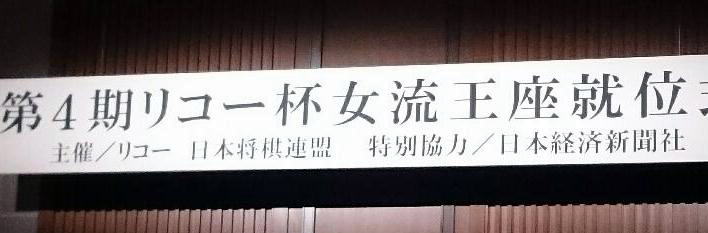 第4期リコー杯女流王座就位式
主催／リコー 日本将棋連盟 特別協力／日本経済新聞社